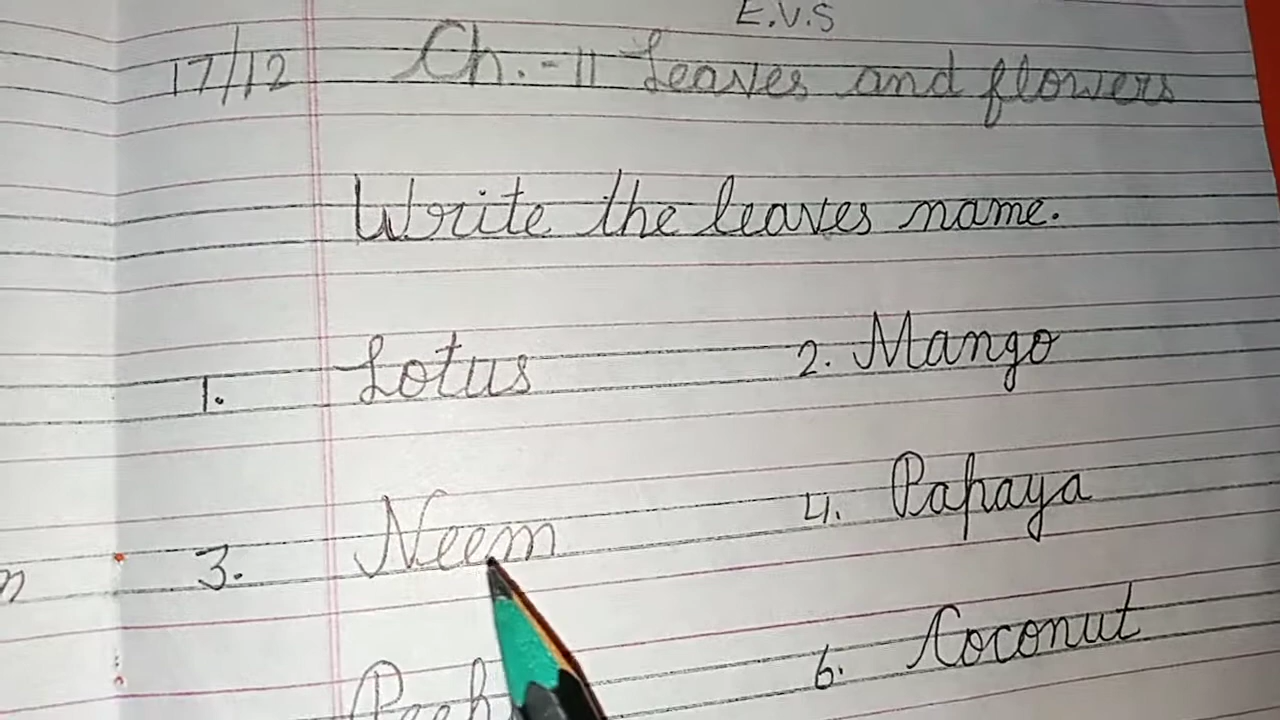 E.V.S
17/12 Ch.-11 Leaves and flowers
Write the leaves name.
1. Lotus 2. Mango
3. Neem 4. Papaya
6. Coconut